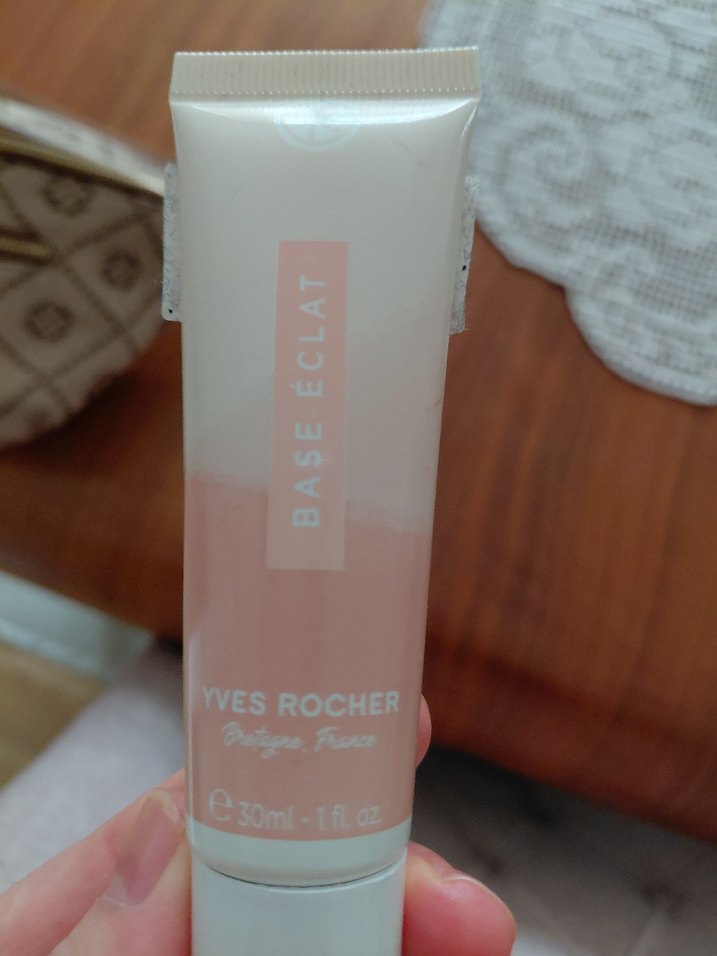 BASE ÉCLAT
YVES ROCHER
Bretagne, France
℮ 30ml - 1 fl. oz.